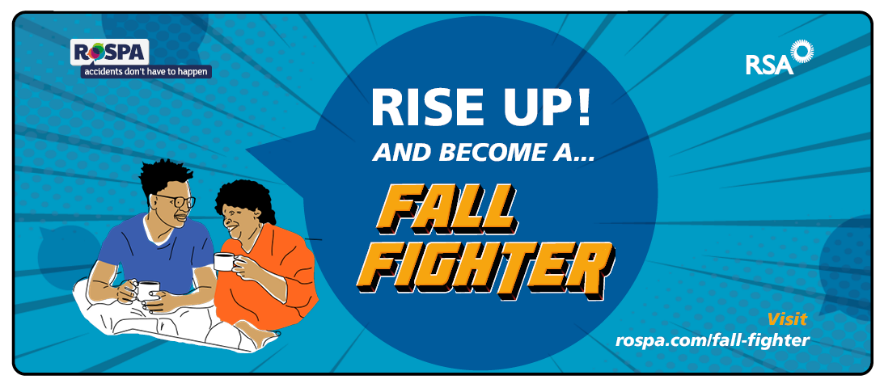 ROSPA
accidents don't have to happen
RSA
RISE UP!
AND BECOME A...
FALL
FIGHTER
Visit
rospa.com/fall-fighter